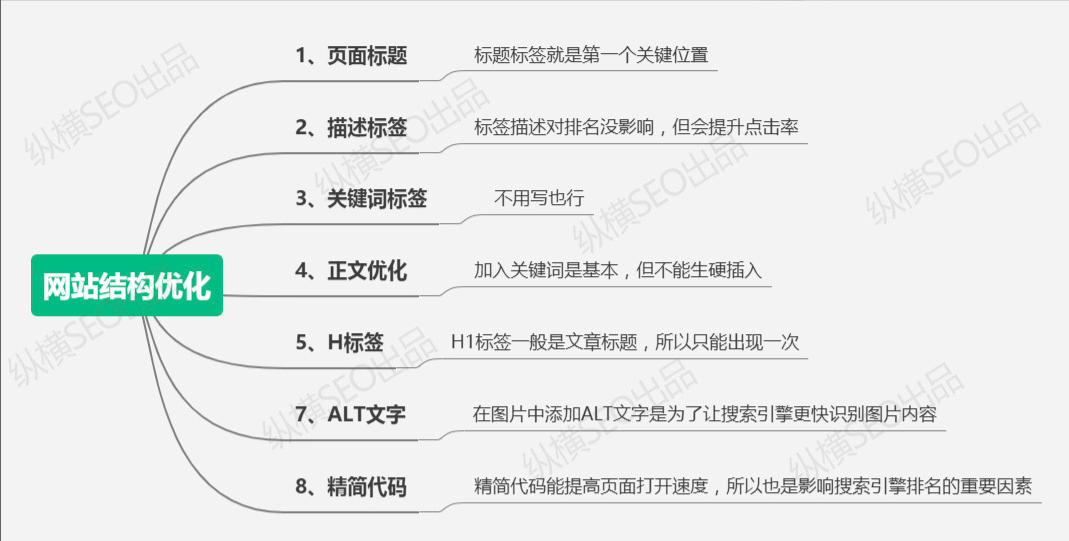 1、页面标题 标题标签就是第一个关键位置
2、描述标签 标签描述对排名没影响，但会提升点击率
3、关键词标签 不用写也行
网站结构优化
4、正文优化 加入关键词是基本，但不能生硬插入
5、H标签 H1标签一般是文章标题，所以只能出现一次
7、ALT文字 在图片中添加ALT文字是为了让搜索引擎更快识别图片内容
8、精简代码 精简代码能提高页面打开速度，所以也是影响搜索引擎排名的重要因素
纵横SEO出品
纵横SEO出品
纵横SEO出品
纵横SEO出品
纵横SEO出品
纵横SEO出品
纵横SEO出品
纵横SEO出品